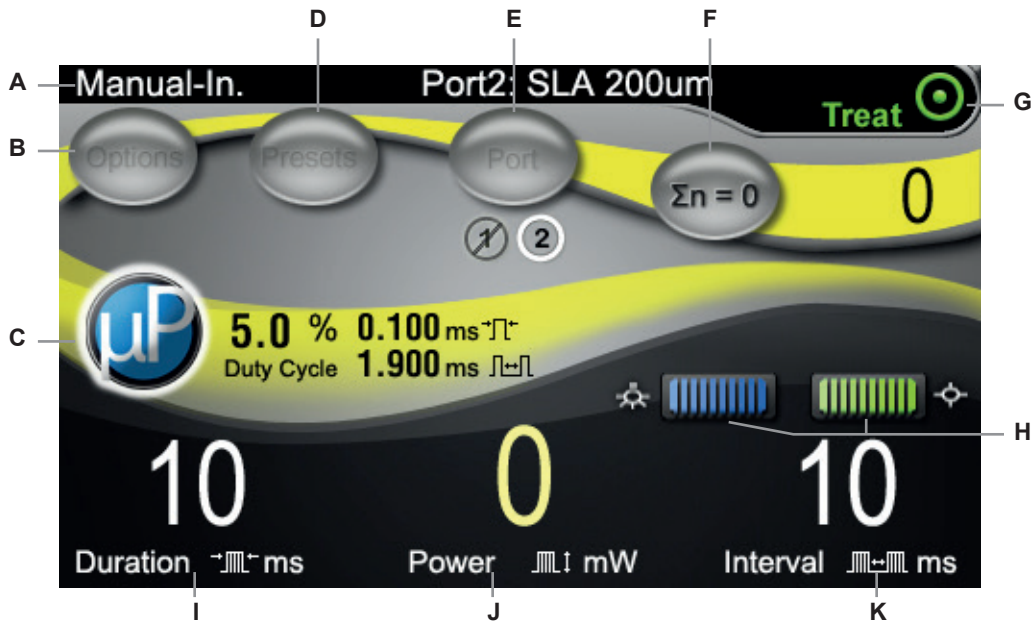 D E F
A Manual-In. Port2: SLA 200um Treat G
B Options Presets Port Σn = 0 0
1 2
C µP 5.0 % 0.100 ms
Duty Cycle 1.900 ms
H
10 0 10
Duration ms Power mW Interval ms
I J K